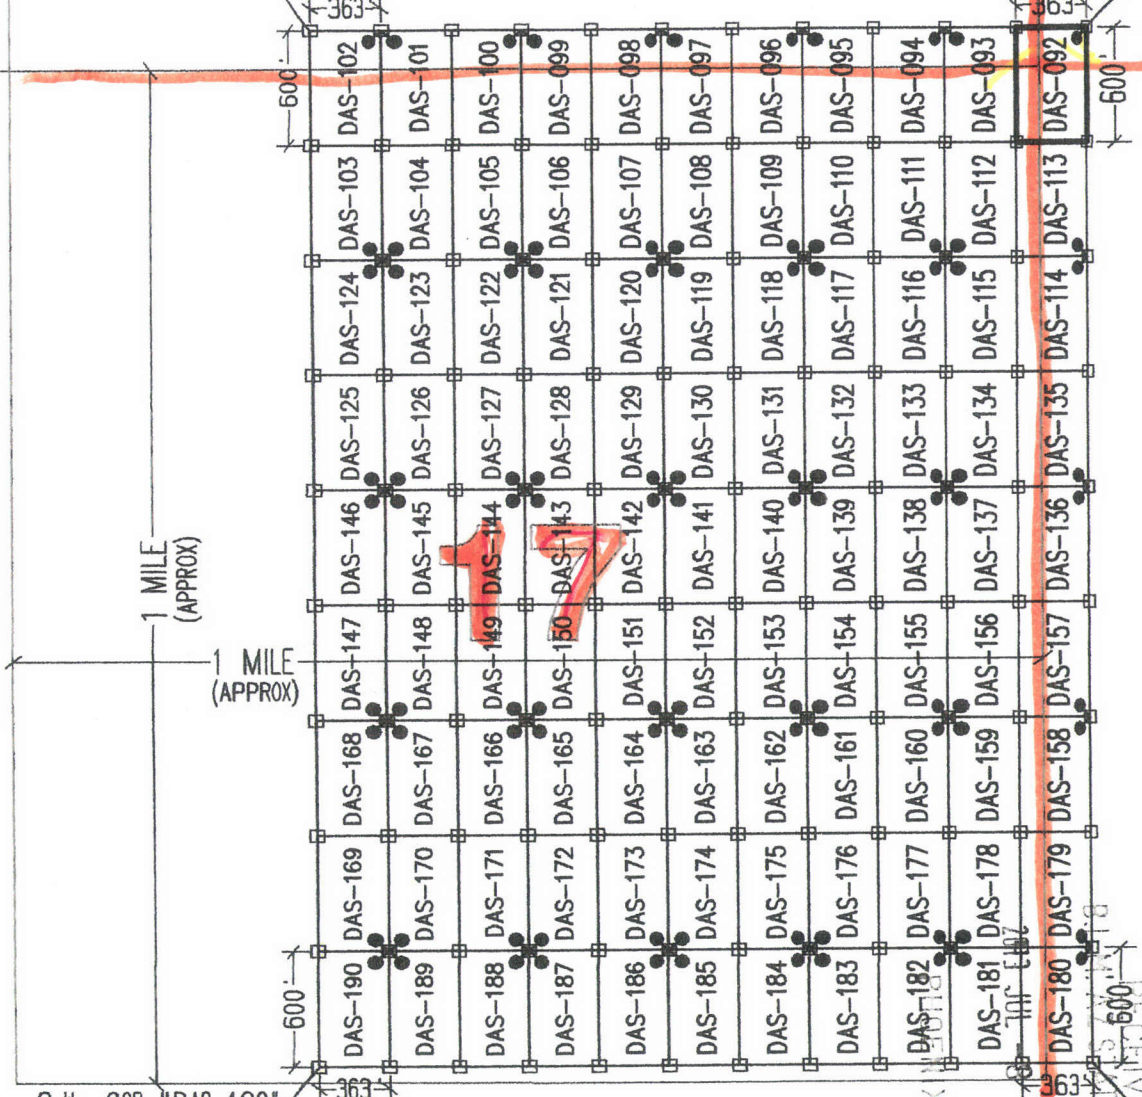 363 363
600' DAS-102 DAS-101 DAS-100 DAS-099 DAS-098 DAS-097 DAS-096 DAS-095 DAS-094 DAS-093 DAS-092 600'
DAS-103 DAS-104 DAS-105 DAS-106 DAS-107 DAS-108 DAS-109 DAS-110 DAS-111 DAS-112 DAS-113
DAS-124 DAS-123 DAS-122 DAS-121 DAS-120 DAS-119 DAS-118 DAS-117 DAS-116 DAS-115 DAS-114
DAS-125 DAS-126 DAS-127 DAS-128 DAS-129 DAS-130 DAS-131 DAS-132 DAS-133 DAS-134 DAS-135
DAS-146 DAS-145 DAS-144 DAS-143 DAS-142 DAS-141 DAS-140 DAS-139 DAS-138 DAS-137 DAS-136
17
1 MILE
(APPROX)
DAS-147 DAS-148 DAS-149 DAS-150 DAS-151 DAS-152 DAS-153 DAS-154 DAS-155 DAS-156 DAS-157
1 MILE
(APPROX)
DAS-168 DAS-167 DAS-166 DAS-165 DAS-164 DAS-163 DAS-162 DAS-161 DAS-160 DAS-159 DAS-158
DAS-169 DAS-170 DAS-171 DAS-172 DAS-173 DAS-174 DAS-175 DAS-176 DAS-177 DAS-178 DAS-179
600' DAS-190 DAS-189 DAS-188 DAS-187 DAS-186 DAS-185 DAS-184 DAS-183 DAS-182 DAS-181 DAS-180 600'
363 363